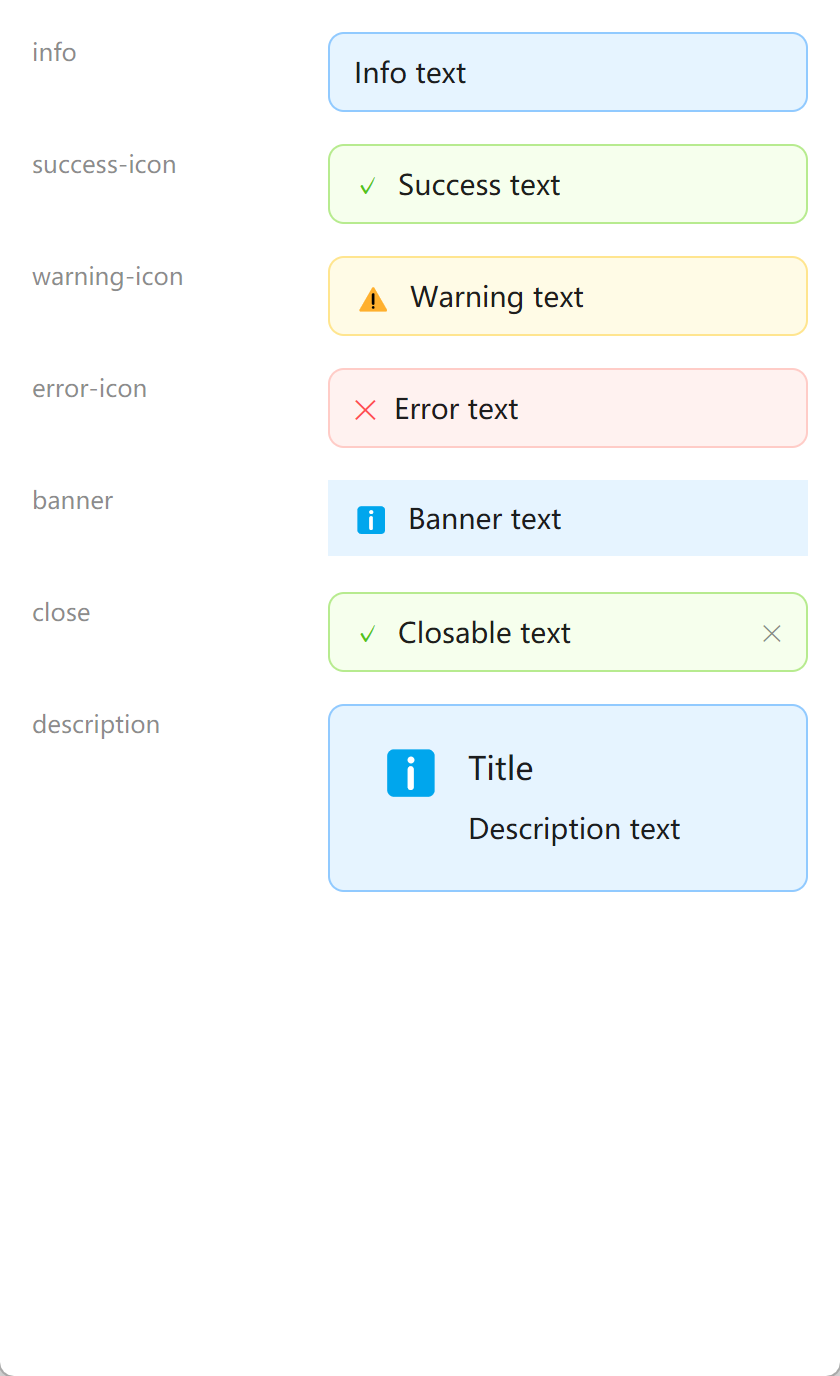 info
Info text
success-icon
✓ Success text
warning-icon
⚠ Warning text
error-icon
✕ Error text
banner
ℹ Banner text
close
✓ Closable text ✕
description
ℹ Title
Description text